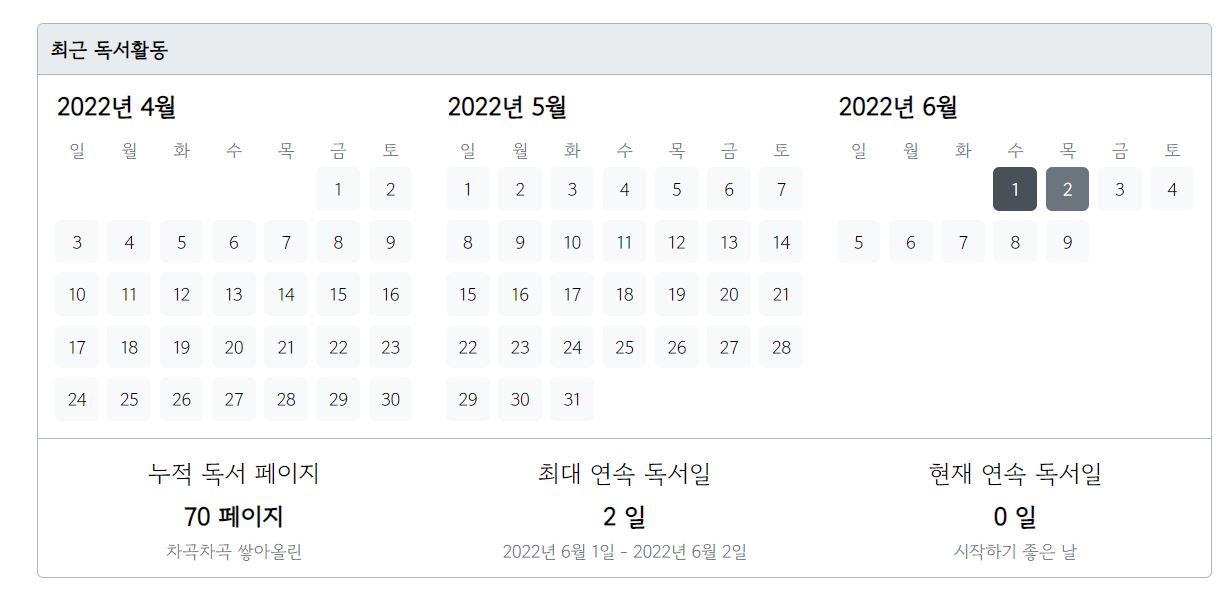 최근 독서활동
2022년 4월
일 월 화 수 목 금 토
1 2
3 4 5 6 7 8 9
10 11 12 13 14 15 16
17 18 19 20 21 22 23
24 25 26 27 28 29 30
2022년 5월
일 월 화 수 목 금 토
1 2 3 4 5 6 7
8 9 10 11 12 13 14
15 16 17 18 19 20 21
22 23 24 25 26 27 28
29 30 31
2022년 6월
일 월 화 수 목 금 토
1 2 3 4
5 6 7 8 9
누적 독서 페이지
70 페이지
차곡차곡 쌓아올린
최대 연속 독서일
2 일
2022년 6월 1일 - 2022년 6월 2일
현재 연속 독서일
0 일
시작하기 좋은 날